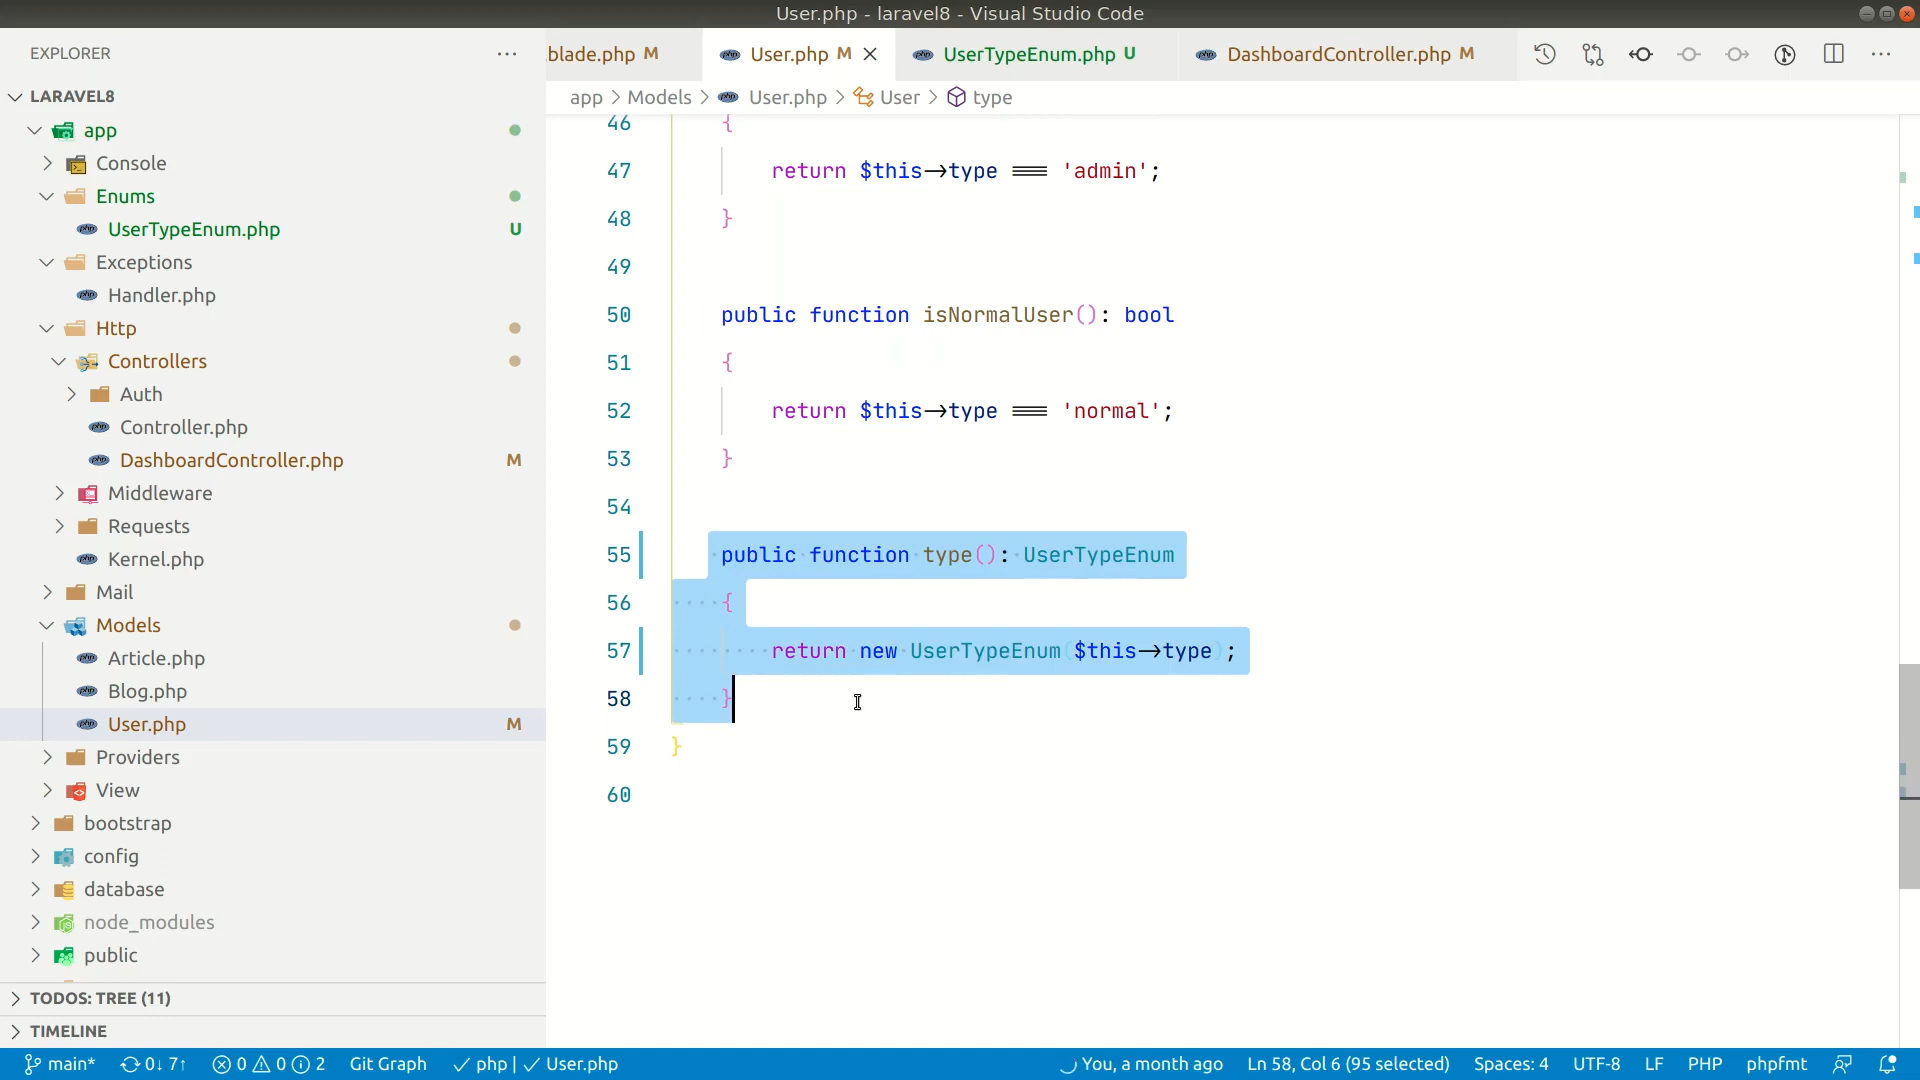 User.php - laravel8 - Visual Studio Code
EXPLORER
LARAVEL8
app
Console
Enums
UserTypeEnum.php U
Exceptions
Handler.php
Http
Controllers
Auth
Controller.php
DashboardController.php M
Middleware
Requests
Kernel.php
Mail
Models
Article.php
Blog.php
User.php M
Providers
View
bootstrap
config
database
node_modules
public
TODOS: TREE (11)
TIMELINE
.blade.php M
User.php M
UserTypeEnum.php U
DashboardController.php M
app > Models > User.php > User > type
46 {
47 return $this->type === 'admin';
48 }
49
50 public function isNormalUser(): bool
51 {
52 return $this->type === 'normal';
53 }
54
55 public function type(): UserTypeEnum
56 {
57 return new UserTypeEnum($this->type);
58 }
59 }
60
main* 0↓ 7↑ 0 0 2 Git Graph ✓ php | ✓ User.php You, a month ago Ln 58, Col 6 (95 selected) Spaces: 4 UTF-8 LF PHP phpfmt